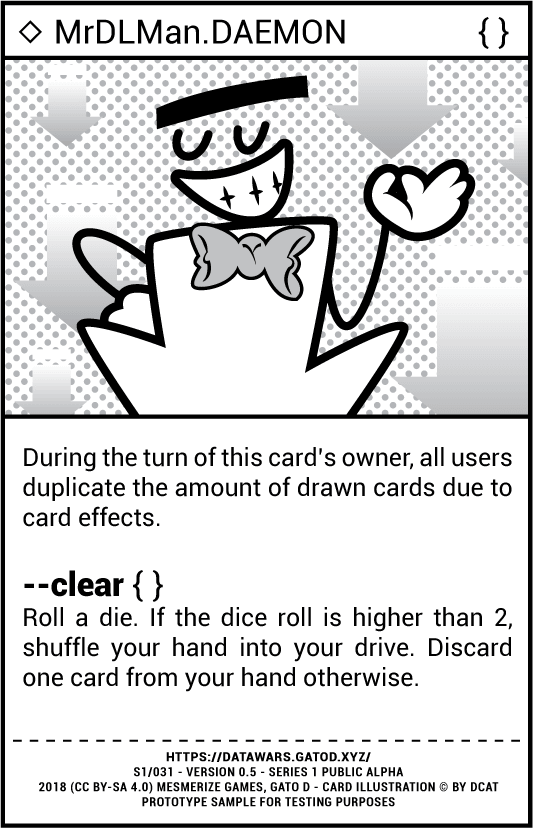 ◇ MrDLMan.DAEMON { }
During the turn of this card's owner, all users
duplicate the amount of drawn cards due to
card effects.
--clear { }
Roll a die. If the dice roll is higher than 2,
shuffle your hand into your drive. Discard
one card from your hand otherwise.
HTTPS://DATAWARS.GATOD.XYZ/
S1/031 - VERSION 0.5 - SERIES 1 PUBLIC ALPHA
2018 (CC BY-SA 4.0) MESMERIZE GAMES, GATO D - CARD ILLUSTRATION © BY DCAT
PROTOTYPE SAMPLE FOR TESTING PURPOSES